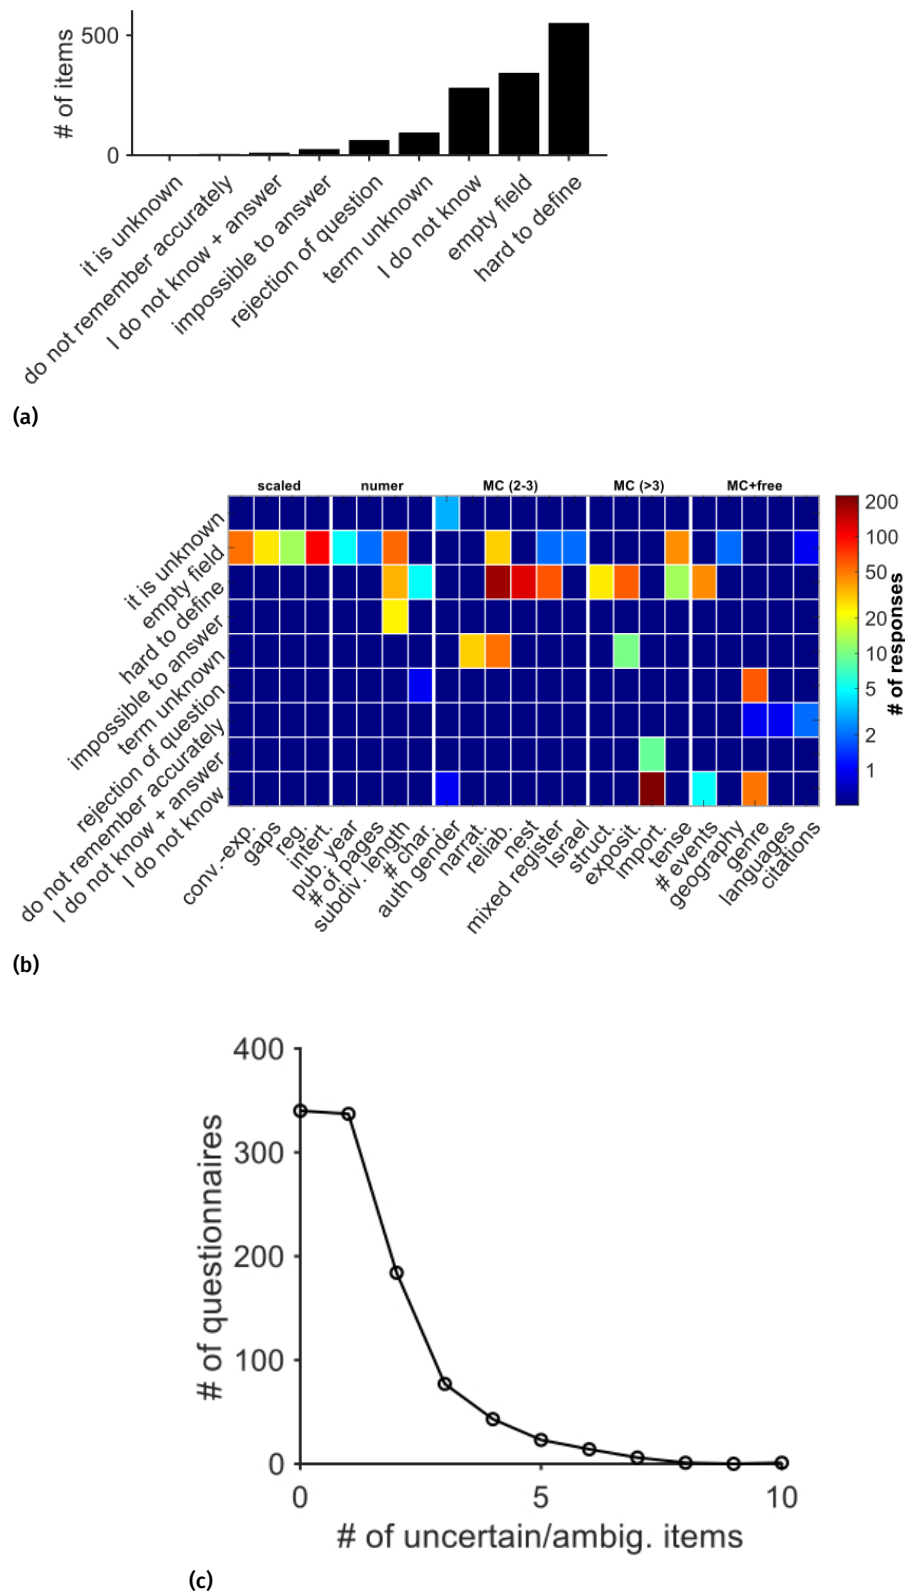 # of items
500
0
it is unknown
do not remember accurately
I do not know + answer
impossible to answer
rejection of question
term unknown
I do not know
empty field
hard to define
(a)
scaled numer MC (2-3) MC (>3) MC+free
it is unknown
empty field
hard to define
impossible to answer
term unknown
rejection of question
do not remember accurately
I do not know + answer
I do not know
conv.-exp.
gaps
reg.
intert.
pub. year
# of pages
subdiv. length
# char.
auth gender
narrat.
reliab.
nest
mixed register
Israel
struct.
exposit.
import.
tense
# events
geography
genre
languages
citations
200
100
50
20
10
5
2
1
# of responses
(b)
# of questionnaires
400
300
200
100
0
0 5 10
# of uncertain/ambig. items
(c)